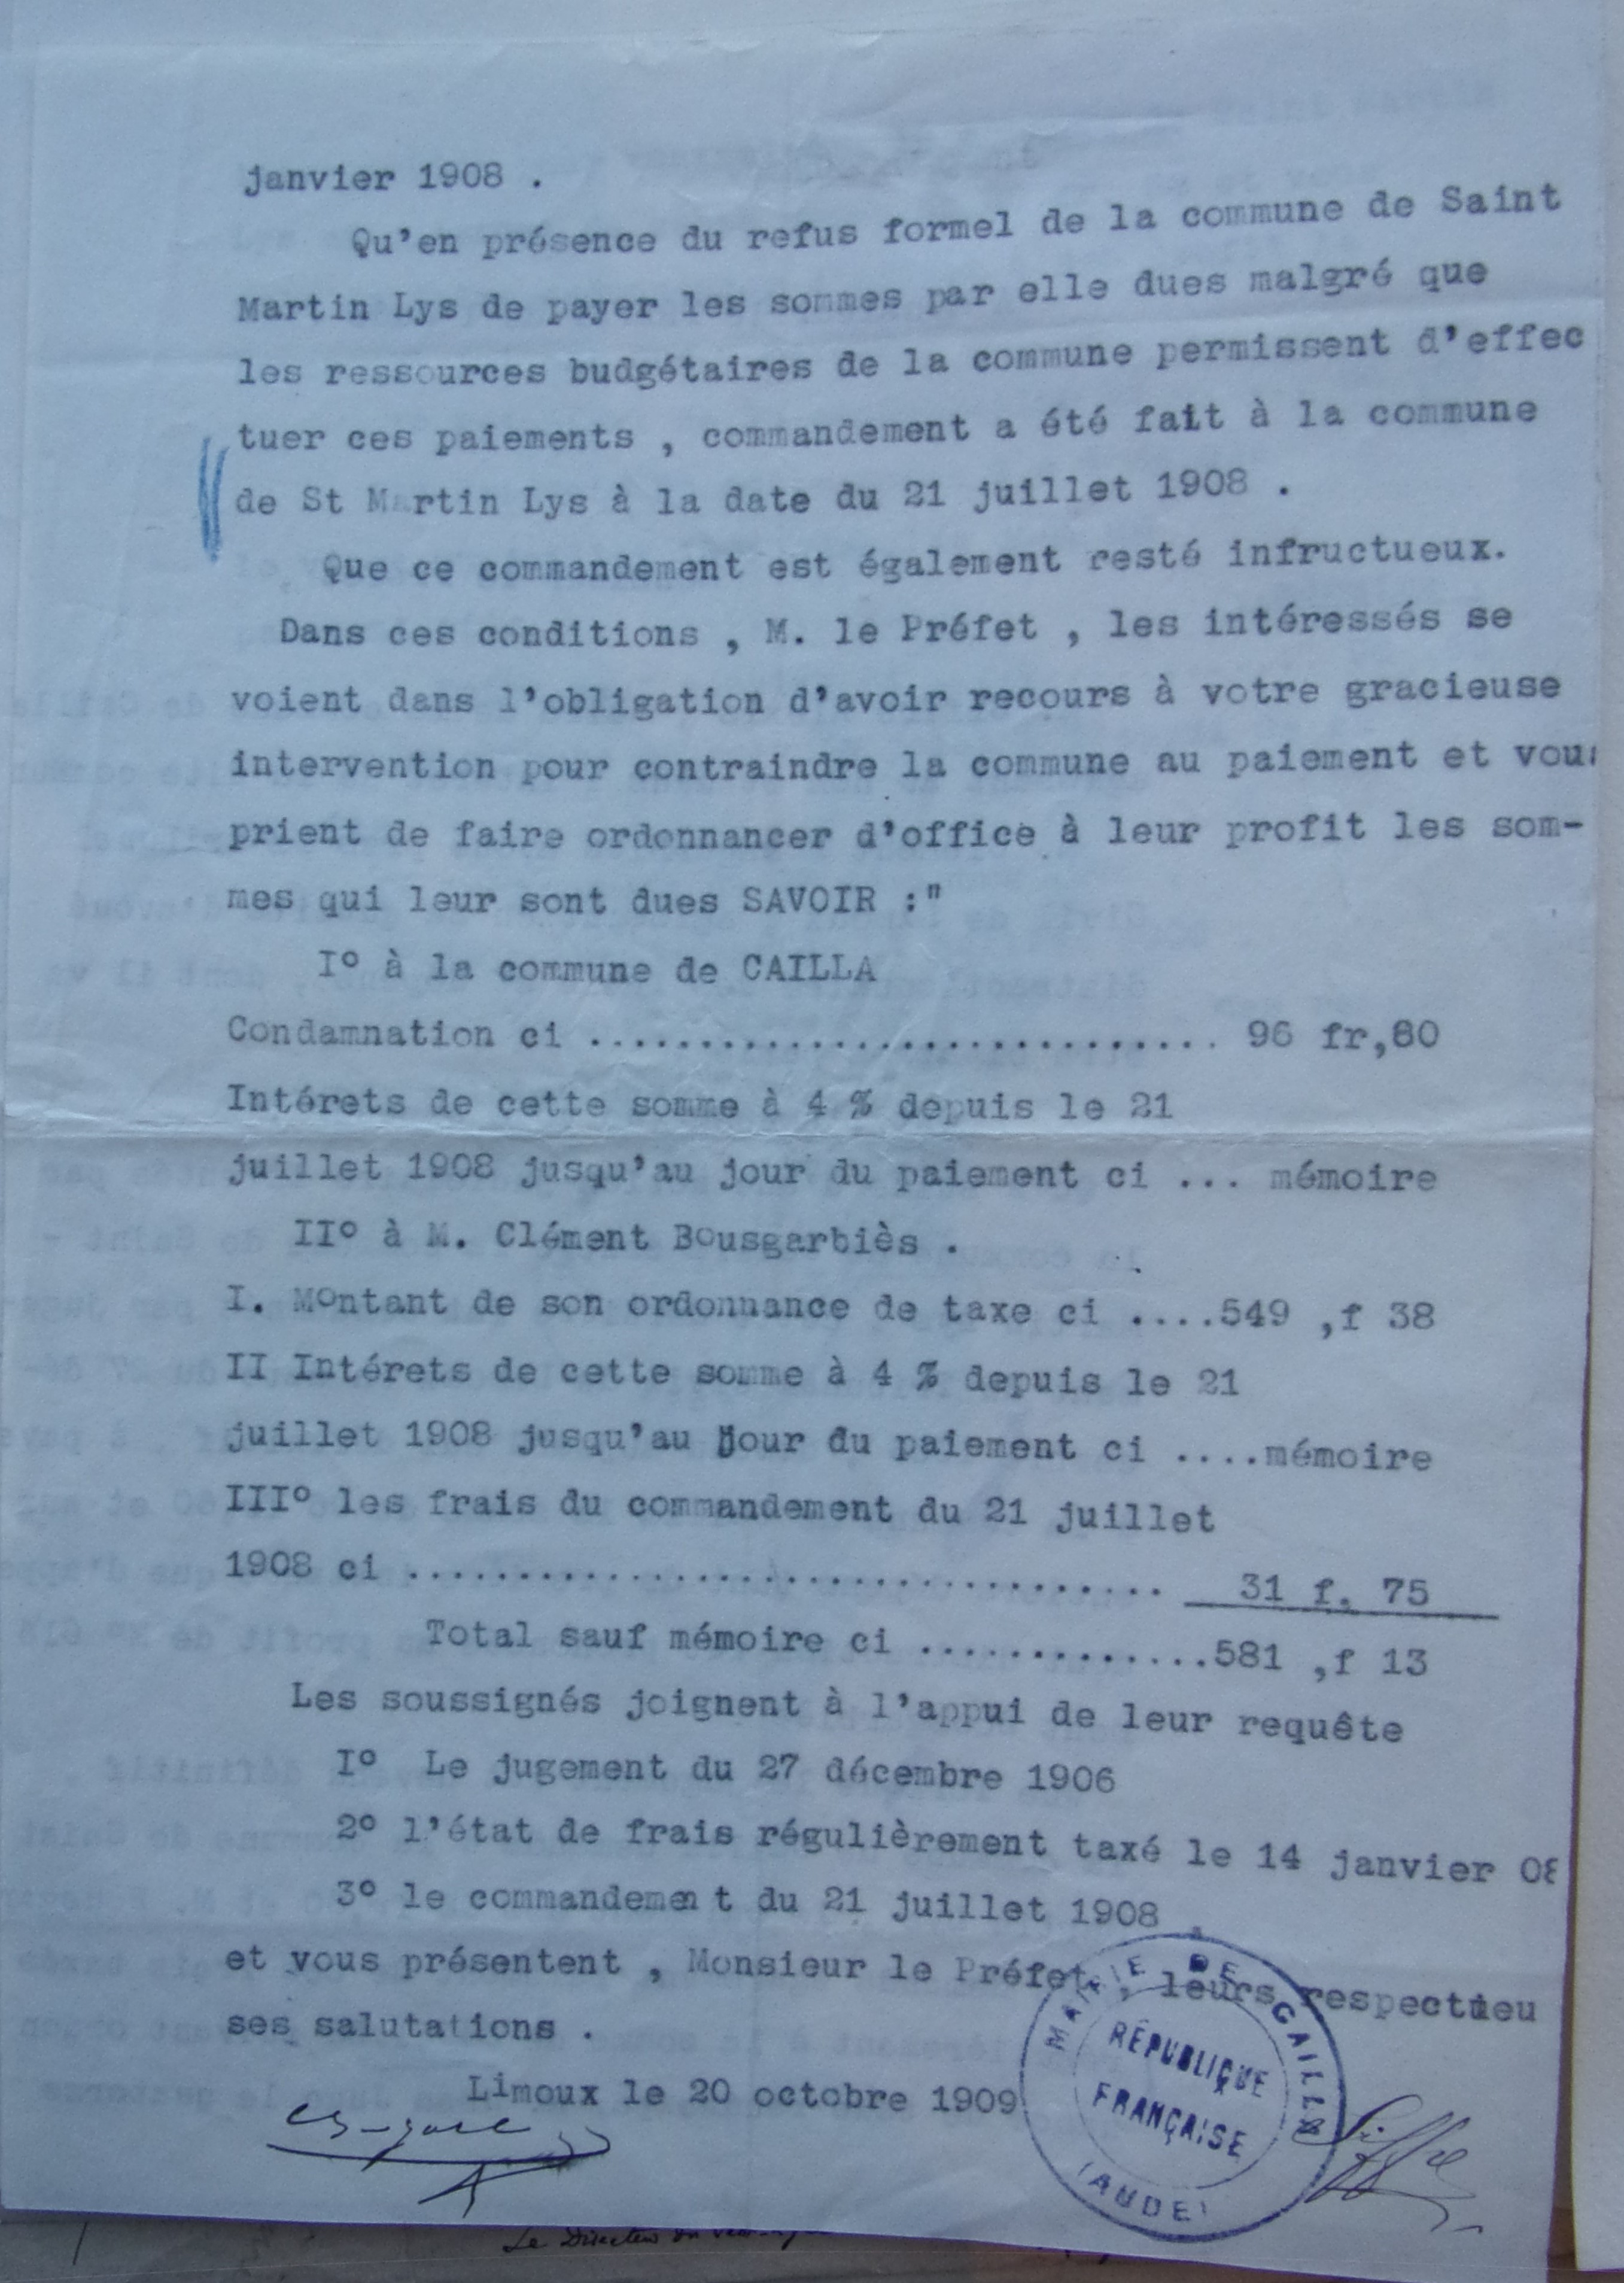 janvier 1908 .
Qu'en présence du refus formel de la commune de Saint
Martin Lys de payer les sommes par elle dues malgré que
les ressources budgétaires de la commune permissent d'effec
tuer ces paiements , commandement a été fait à la commune
de St Martin Lys à la date du 21 juillet 1908 .
Que ce commandement est également resté infructueux.
Dans ces conditions , M. le Préfet , les intéressés se
voient dans l'obligation d'avoir recours à votre gracieuse
intervention pour contraindre la commune au paiement et vous
prient de faire ordonnancer d'office à leur profit les som-
mes qui leur sont dues SAVOIR :"
I° à la commune de CAILLA
Condamnation ci ............................. 96 fr,80
Intérets de cette somme à 4 % depuis le 21
juillet 1908 jusqu'au jour du paiement ci ... mémoire
II° à M. Clément Bousgarbiès .
I. Montant de son ordonnance de taxe ci ....549 ,f 38
II Intérets de cette somme à 4 % depuis le 21
juillet 1908 jusqu'au jour du paiement ci ....mémoire
III° les frais du commandement du 21 juillet
1908 ci ................................... 31 f. 75
Total sauf mémoire ci .............581 ,f 13
Les soussignés joignent à l'appui de leur requête
I° Le jugement du 27 décembre 1906
2° l'état de frais régulièrement taxé le 14 janvier 08
3° le commandement du 21 juillet 1908 .
et vous présentent , Monsieur le Préfet , leurs respectueu
ses salutations .
Limoux le 20 octobre 1909
MAIRIE DE CAILLA
RÉPUBLIQUE
FRANÇAISE
(AUDE)
Le Directeur du